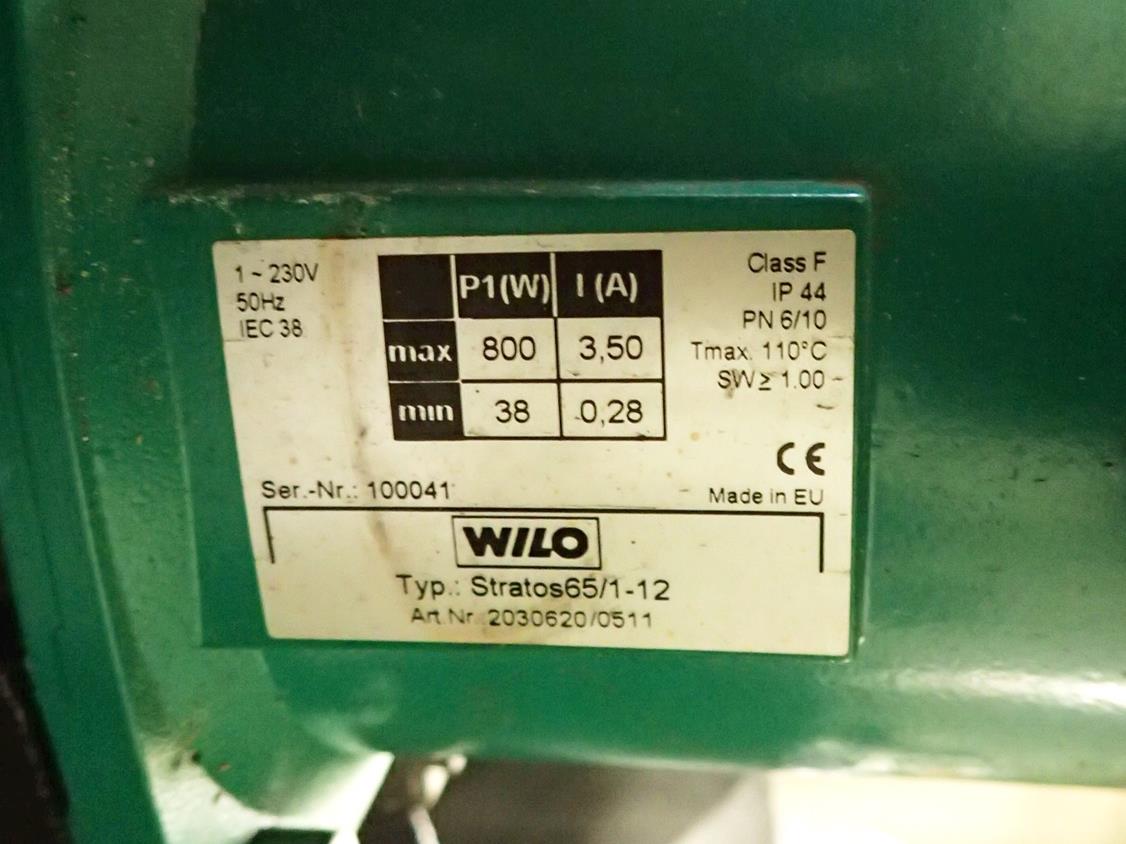 1 ~ 230V
50Hz
IEC 38
P1(W) I (A)
max 800 3,50
min 38 0,28
Class F
IP 44
PN 6/10
Tmax. 110°C
SW ≥ 1.00
CE
Ser.-Nr.: 100041
Made in EU
WILO
Typ.: Stratos65/1-12
Art.Nr. 2030620/0511